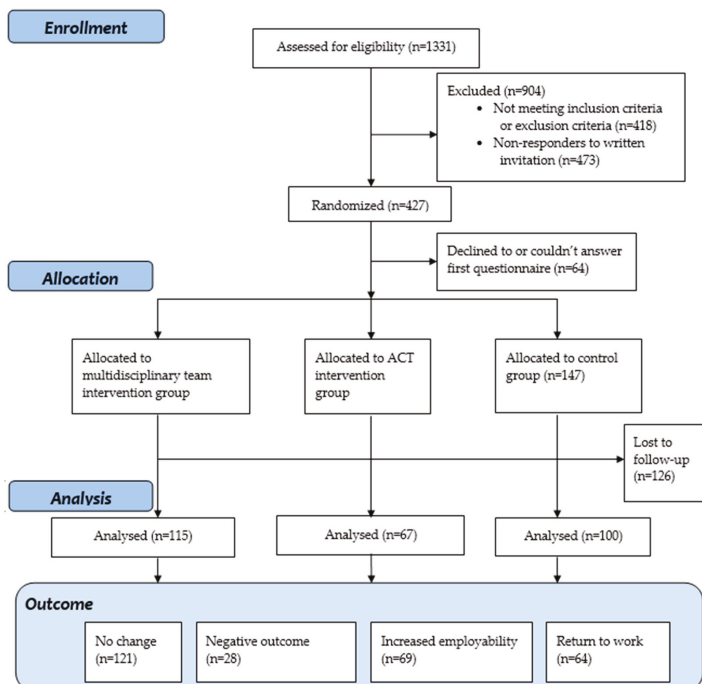 Enrollment
Assessed for eligibility (n=1331)
Excluded (n=904)
• Not meeting inclusion criteria
or exclusion criteria (n=418)
• Non-responders to written
invitation (n=473)
Randomized (n=427)
Declined to or couldn't answer
first questionnaire (n=64)
Allocation
Allocated to
multidisciplinary team
intervention group
Allocated to ACT
intervention
group
Allocated to control
group (n=147)
Lost to
follow-up
(n=126)
Analysis
Analysed (n=115)
Analysed (n=67)
Analysed (n=100)
Outcome
No change
(n=121)
Negative outcome
(n=28)
Increased employability
(n=69)
Return to work
(n=64)